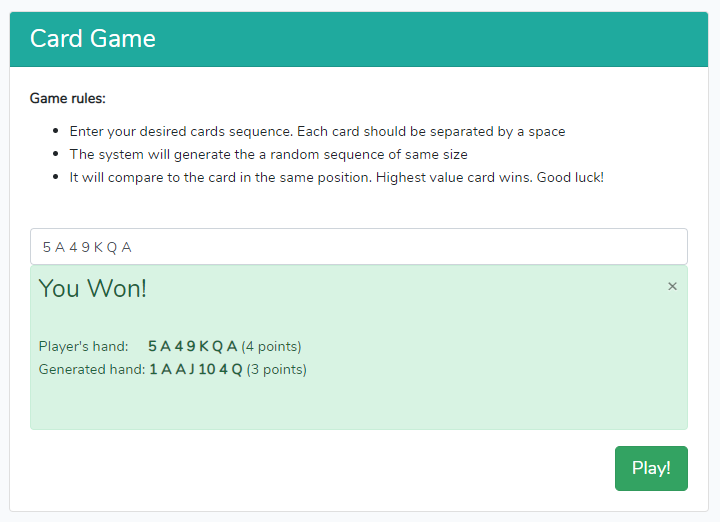 Card Game
Game rules:
• Enter your desired cards sequence. Each card should be separated by a space
• The system will generate the a random sequence of same size
• It will compare to the card in the same position. Highest value card wins. Good luck!
5 A 4 9 K Q A
You Won! ×
Player's hand: 5 A 4 9 K Q A (4 points)
Generated hand: 1 A A J 10 4 Q (3 points)
Play!